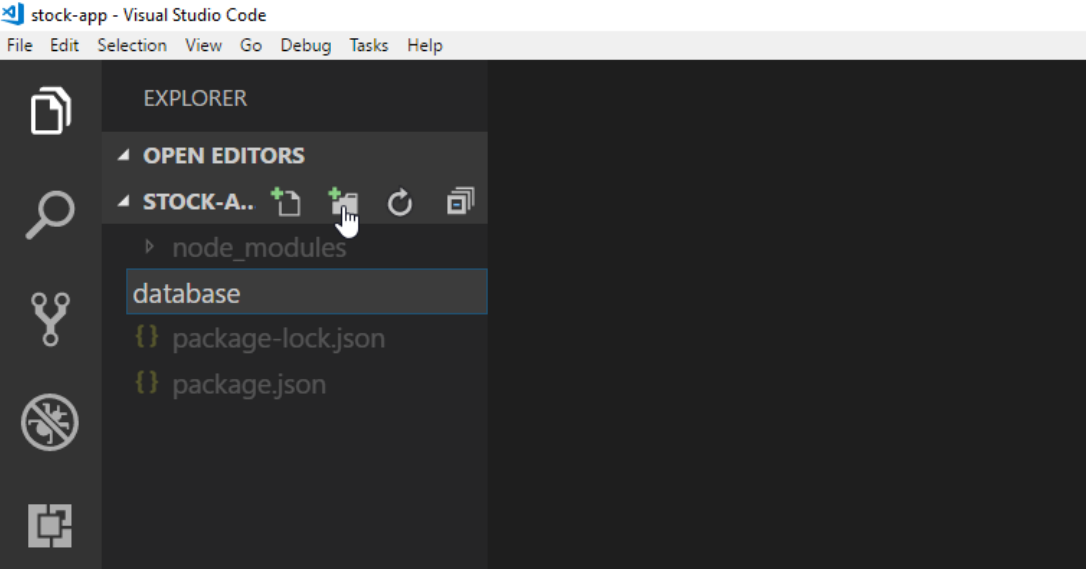 stock-app - Visual Studio Code
File Edit Selection View Go Debug Tasks Help
EXPLORER
OPEN EDITORS
STOCK-A..
node_modules
database
{} package-lock.json
{} package.json